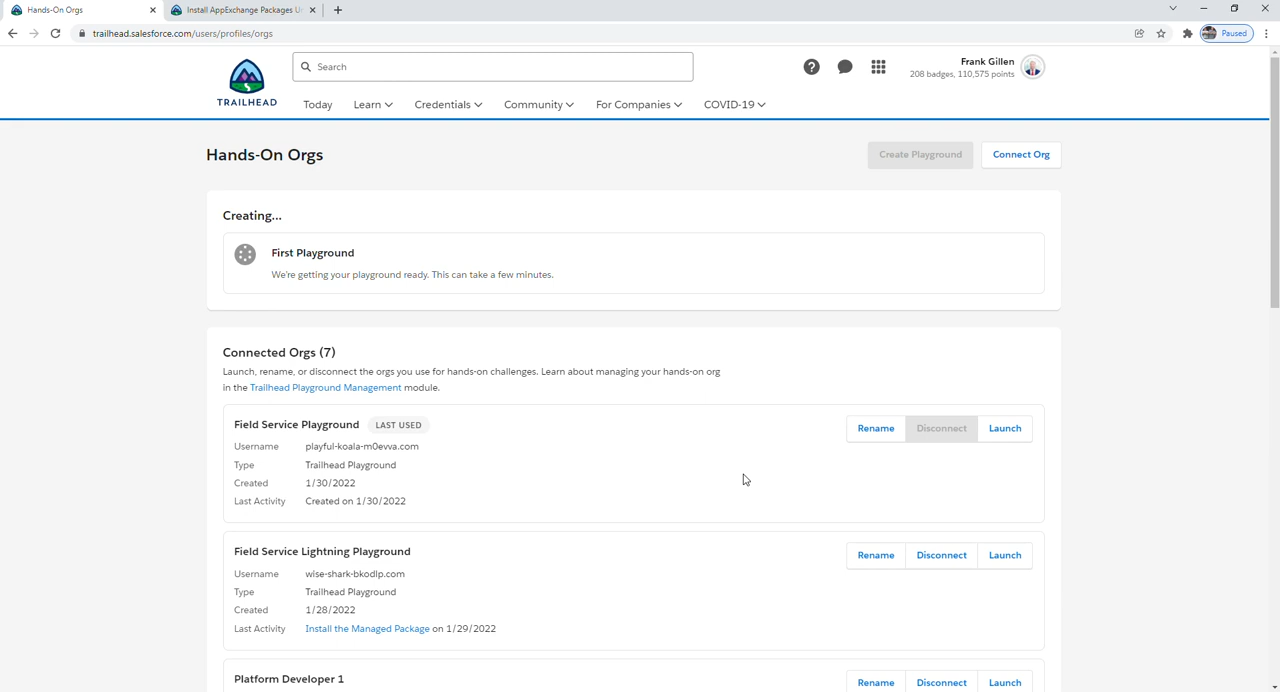 Hands-On Orgs
Install AppExchange Packages U
trailhead.salesforce.com/users/profiles/orgs
Paused
TRAILHEAD
Search
Frank Gillen
208 badges, 110,575 points
Today Learn Credentials Community For Companies COVID-19
Hands-On Orgs
Create Playground Connect Org
Creating...
First Playground
We're getting your playground ready. This can take a few minutes.
Connected Orgs (7)
Launch, rename, or disconnect the orgs you use for hands-on challenges. Learn about managing your hands-on org
in the Trailhead Playground Management module.
Field Service Playground LAST USED
Rename Disconnect Launch
Username playful-koala-m0evva.com
Type Trailhead Playground
Created 1/30/2022
Last Activity Created on 1/30/2022
Field Service Lightning Playground
Rename Disconnect Launch
Username wise-shark-bkodlp.com
Type Trailhead Playground
Created 1/28/2022
Last Activity Install the Managed Package on 1/29/2022
Platform Developer 1
Rename Disconnect Launch